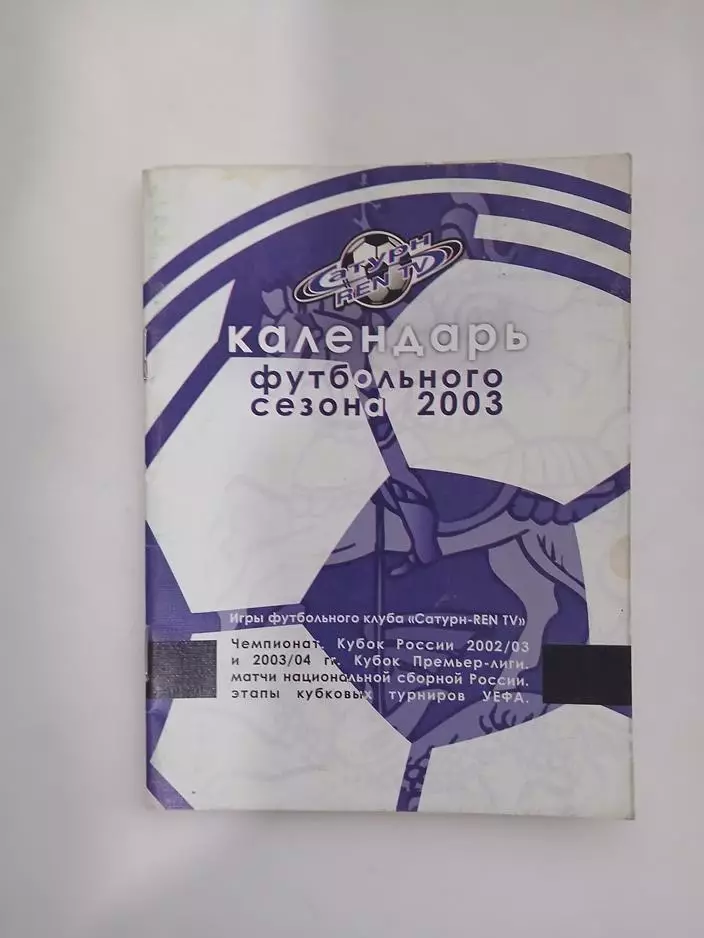 Сатурн
REN TV
календарь
футбольного
сезона 2003
Игры футбольного клуба «Сатурн-REN TV»
Чемпионат. Кубок России 2002/03
и 2003/04 гг. Кубок Премьер-лиги.
матчи национальной сборной России.
этапы кубковых турниров УЕФА.